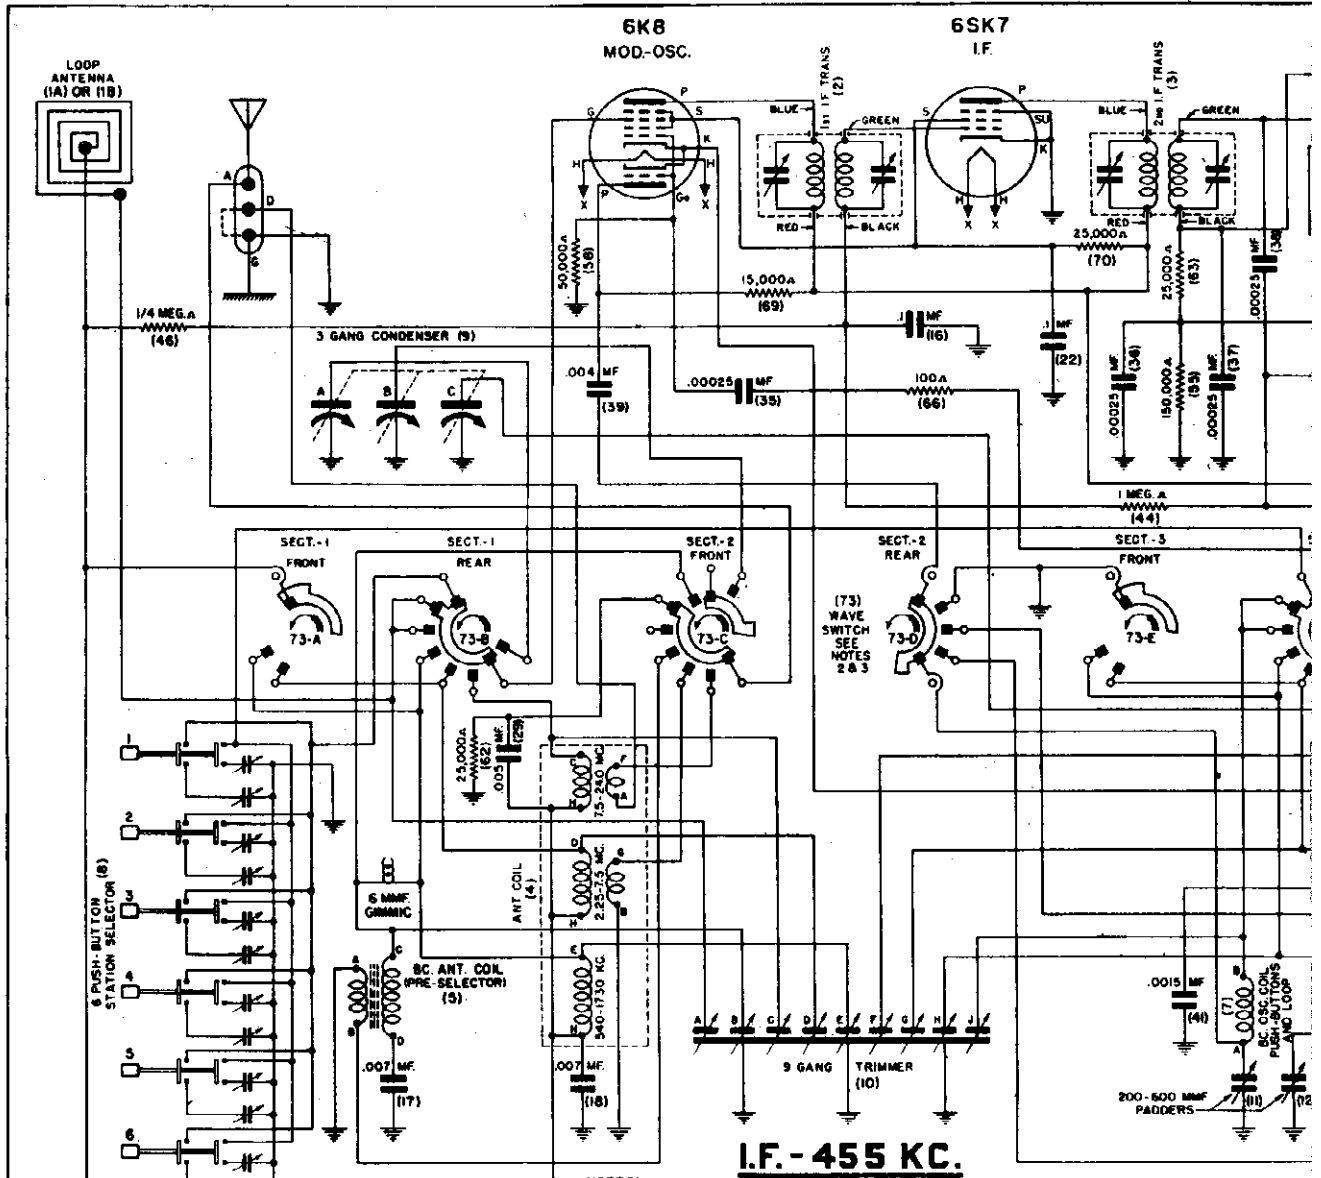 6K8
MOD.-OSC.
6SK7
I.F.
LOOP
ANTENNA
(1A) OR (1B)
A
D
G
G
P
S
K
H
H
P
Go
X
X
BLUE
1ST I.F. TRANS
(2)
GREEN
RED
BLACK
S
P
SU
K
H
H
X
X
BLUE
2ND I.F. TRANS
(3)
GREEN
RED
BLACK
50,000Ω
(58)
15,000Ω
(69)
25,000Ω
(70)
25,000Ω
(63)
.00025 MF
(38)
1/4 MEG.Ω
(46)
3 GANG CONDENSER (9)
A
B
C
.1 MF
(16)
.1 MF
(22)
.004 MF
(39)
.00025 MF
(35)
100Ω
(66)
.00025 MF.
(36)
150,000Ω
(55)
.00025 MF.
(37)
1 MEG.Ω
(44)
SECT.-1
FRONT
SECT.-1
REAR
SECT.-2
FRONT
SECT.-2
REAR
SECT.-3
FRONT
73-A
73-B
73-C
73-D
73-E
(73)
WAVE
SWITCH
SEE
NOTES
2 & 3
25,000Ω
(62)
.005 MF.
(29)
6 PUSH-BUTTON
STATION SELECTOR (8)
1
2
3
4
5
6
6 MMF.
GIMMIC
ANT COIL
(4)
7.5-24.0 MC.
F
A
D
2.25-7.5 MC.
G
B
E
540-1730 KC.
A
B
C
D
BC. ANT. COIL
(PRE-SELECTOR)
(5)
.007 MF.
(17)
.007 MF.
(18)
A
B
C
D
E
F
G
H
J
9 GANG TRIMMER
(10)
.0015 MF
(41)
B
A
(7)
BC. OSC. COIL
PUSH-BUTTONS
AND LOOP
200-600 MMF
PADDERS
(11)
(12
I.F.-455 KC.